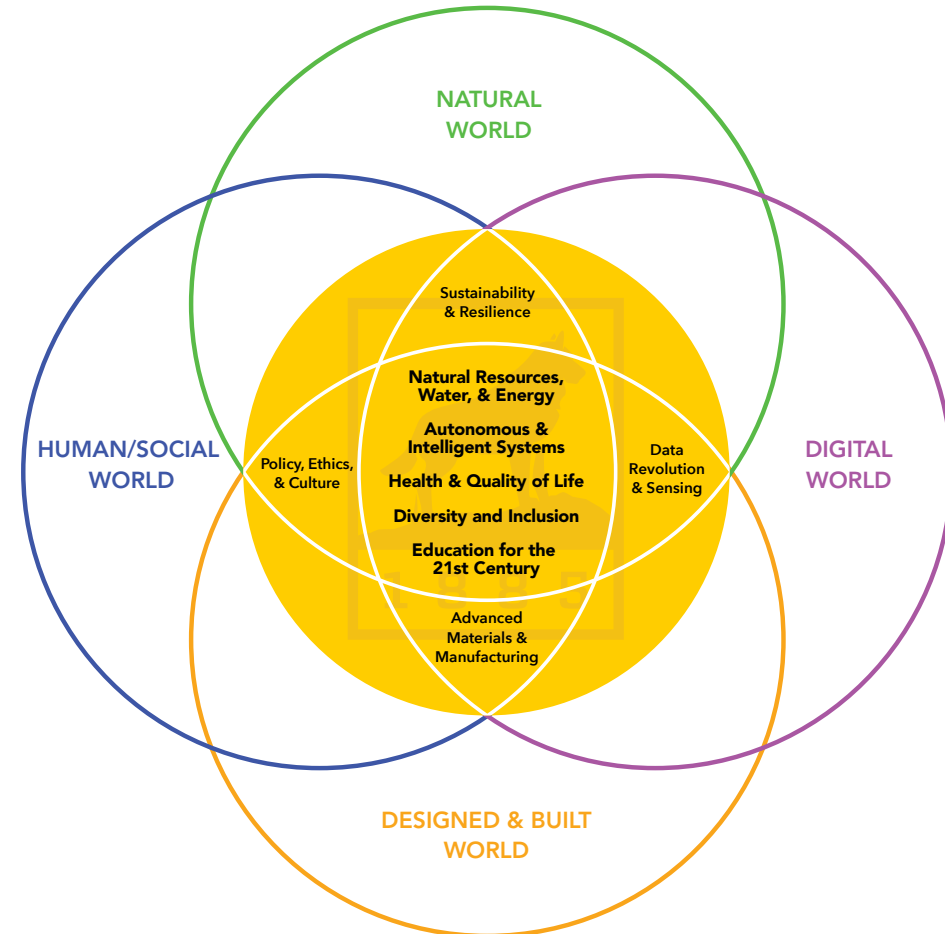 NATURAL
WORLD
Sustainability
& Resilience
Natural Resources,
Water, & Energy
Autonomous &
Intelligent Systems
HUMAN/SOCIAL
WORLD
Policy, Ethics,
& Culture
Data
Revolution
& Sensing
DIGITAL
WORLD
Health & Quality of Life
Diversity and Inclusion
Education for the
21st Century
1885
Advanced
Materials &
Manufacturing
DESIGNED & BUILT
WORLD